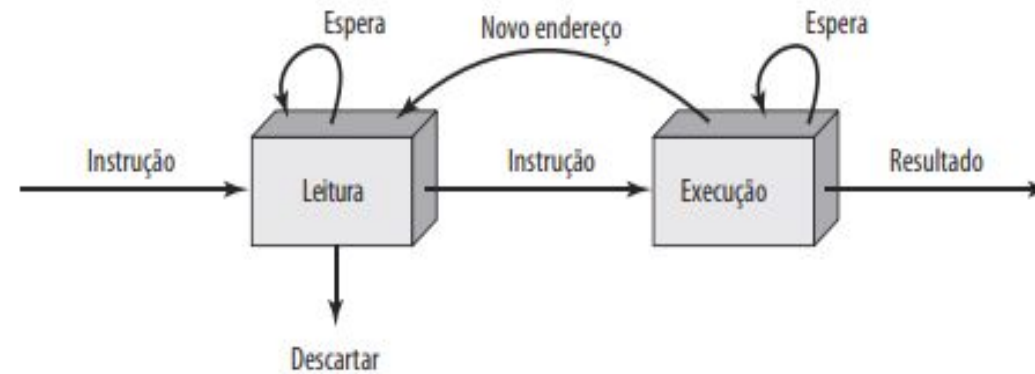 Espera
Novo endereço
Espera
Instrução
Leitura
Instrução
Execução
Resultado
Descartar